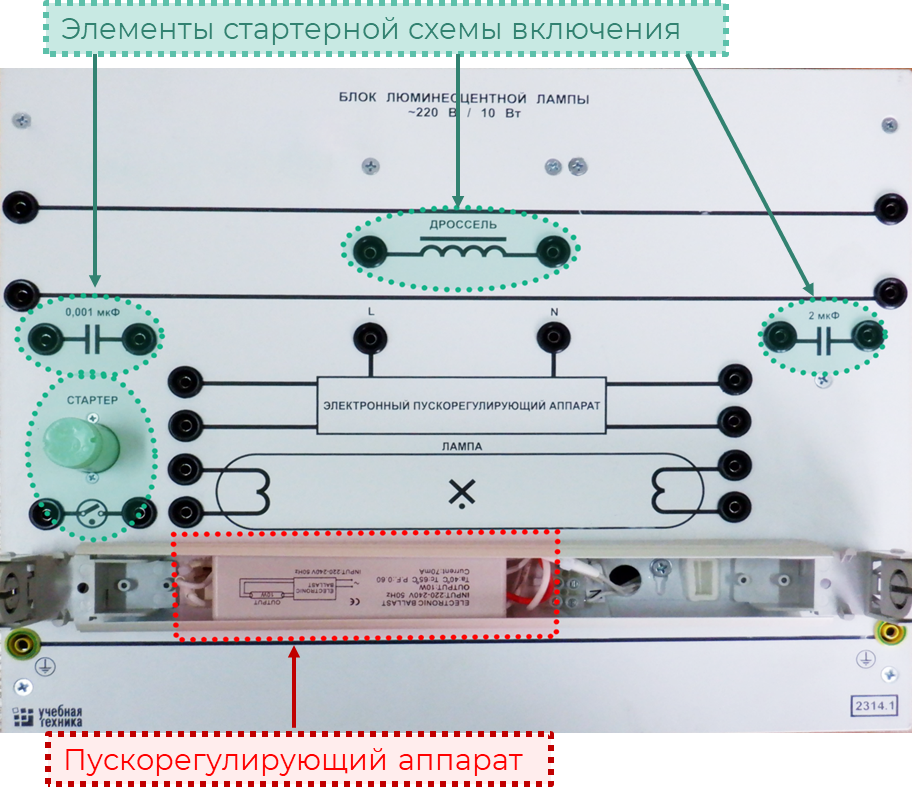 Элементы стартерной схемы включения
БЛОК ЛЮМИНЕСЦЕНТНОЙ ЛАМПЫ
~220 В / 10 Вт
ДРОССЕЛЬ
0,001 мкФ
L
N
2 мкФ
СТАРТЕР
ЭЛЕКТРОННЫЙ ПУСКОРЕГУЛИРУЮЩИЙ АППАРАТ
ЛАМПА
ELECTRONIC BALLAST
INPUT:220-240V 50Hz
OUTPUT:10W
Ta:40°C Tc:65°C P.F.:0.60
Current:70mA
OUTPUT
10W
ELECTRONIC
BALLAST
INPUT:220-240V 50Hz
CE
N
учебная
техника
2314.1
Пускорегулирующий аппарат